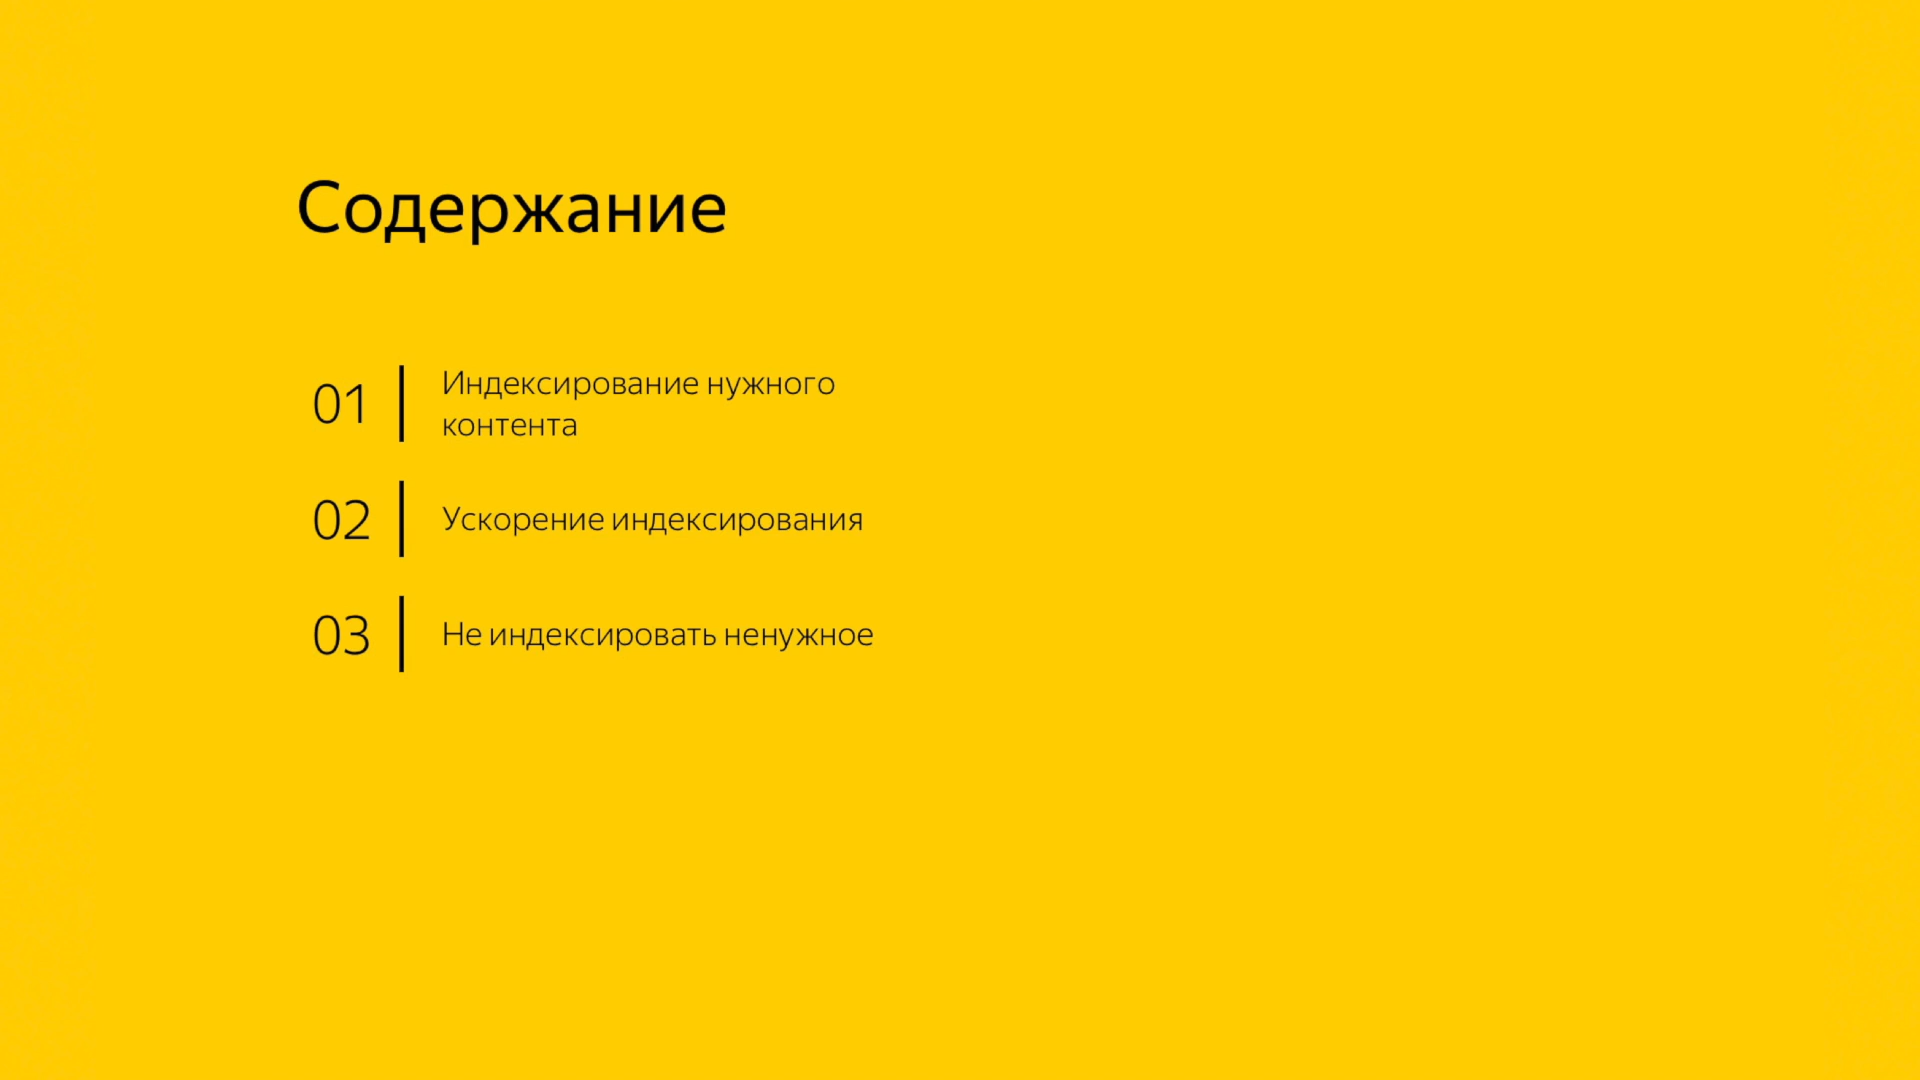 Содержание
01
Индексирование нужного
контента
02
Ускорение индексирования
03
Не индексировать ненужное